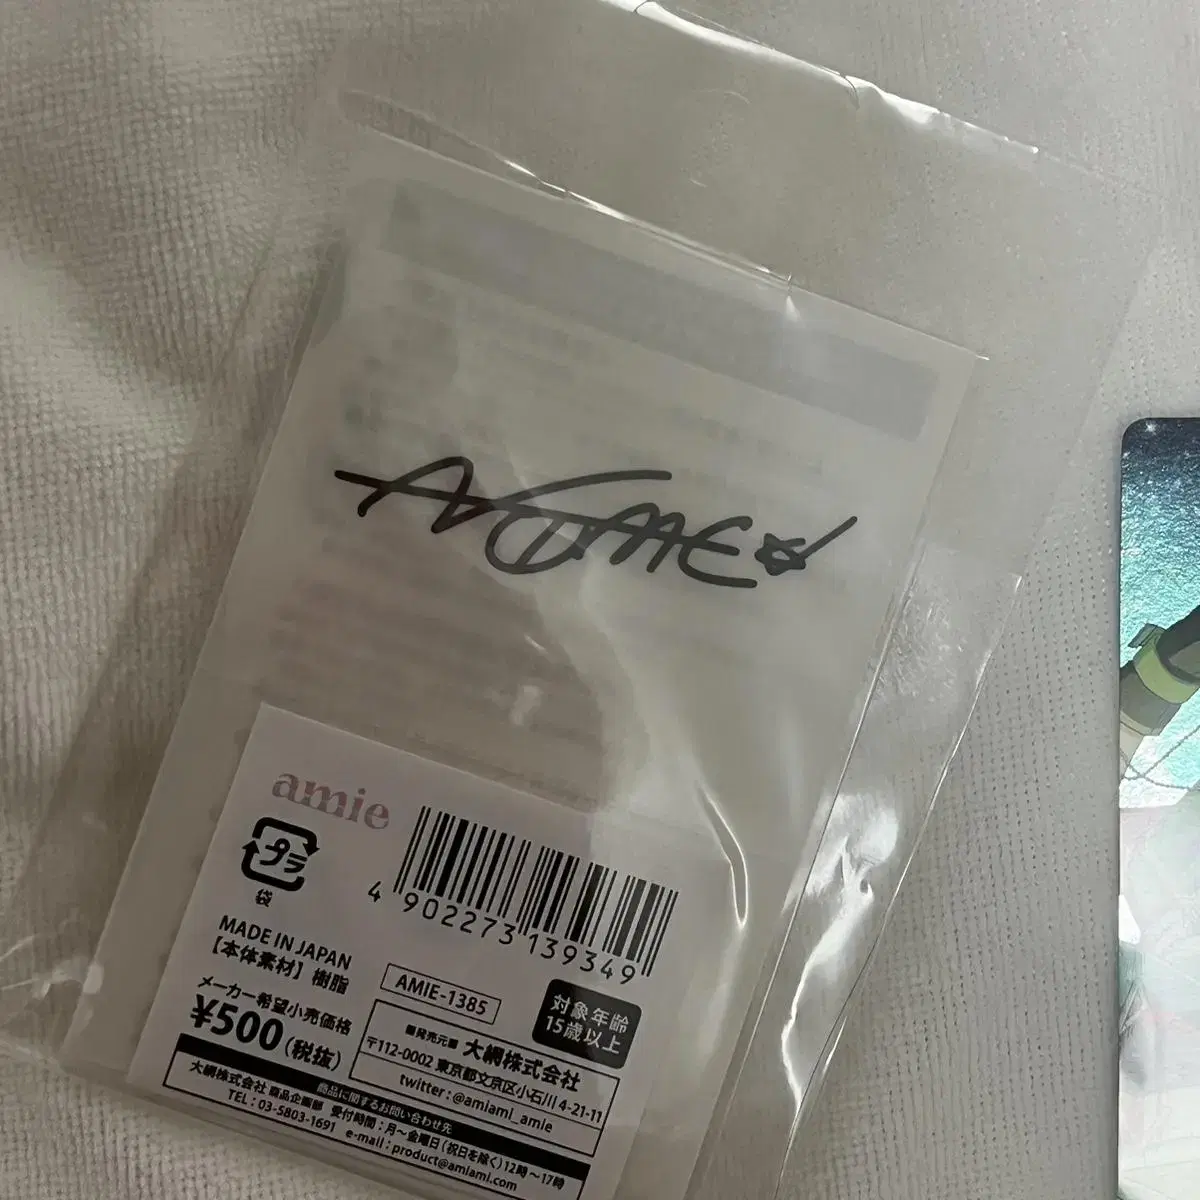 amie
プラ
袋
4 902273 139349
MADE IN JAPAN
【本体素材】樹脂
メーカー希望小売価格
¥500(税抜)
AMIE-1385
対象年齢
15歳以上
■発売元■ 大網株式会社
〒112-0002 東京都文京区小石川 4-21-11
twitter : @amiami_amie
商品に関するお問い合わせ先
大網株式会社 商品企画部 受付時間:月〜金曜日(祝日を除く)12時〜17時
TEL : 03-5803-1691 e-mail : product@amiami.com